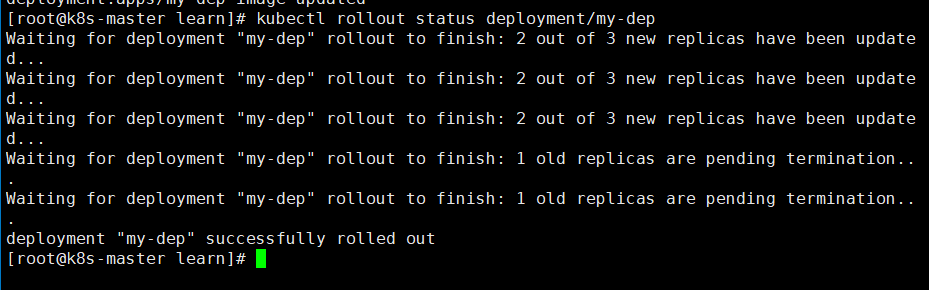 deployment.apps/my-dep image updated
[root@k8s-master learn]# kubectl rollout status deployment/my-dep
Waiting for deployment "my-dep" rollout to finish: 2 out of 3 new replicas have been update
d...
Waiting for deployment "my-dep" rollout to finish: 2 out of 3 new replicas have been update
d...
Waiting for deployment "my-dep" rollout to finish: 2 out of 3 new replicas have been update
d...
Waiting for deployment "my-dep" rollout to finish: 1 old replicas are pending termination..
.
Waiting for deployment "my-dep" rollout to finish: 1 old replicas are pending termination..
.
deployment "my-dep" successfully rolled out
[root@k8s-master learn]#